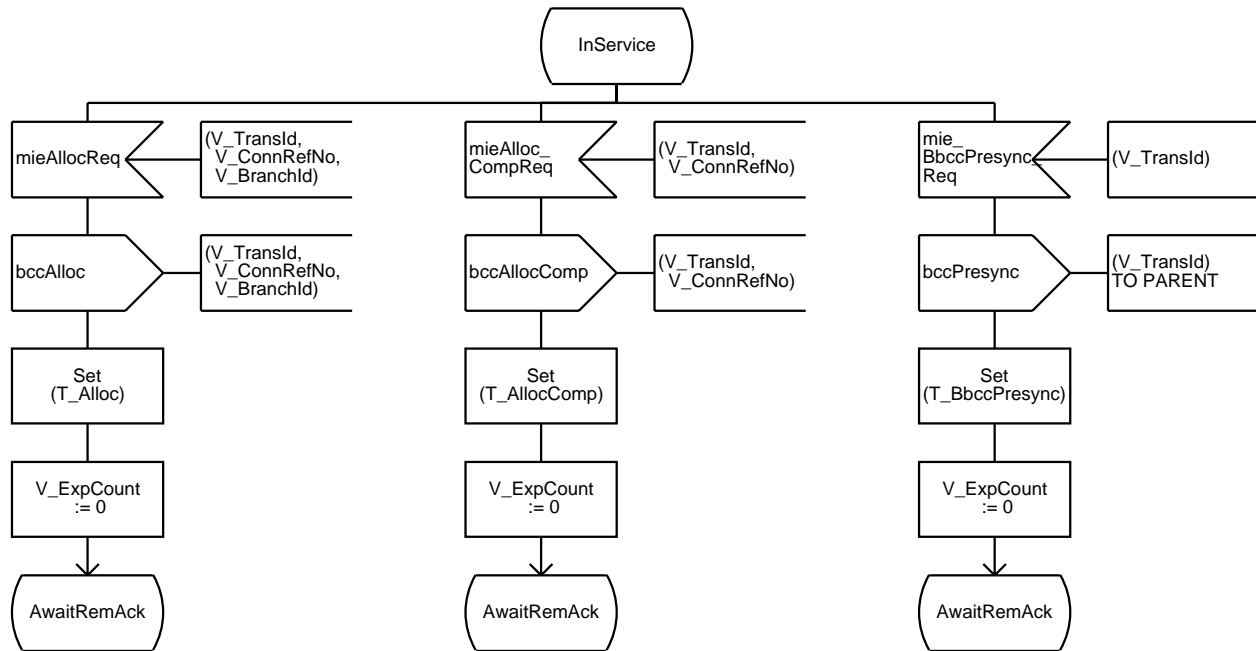 InService
mieAllocReq
(V_TransId,
V_ConnRefNo,
V_BranchId)
mieAlloc_
CompReq
(V_TransId,
V_ConnRefNo)
mie_
BbccPresync_
Req
(V_TransId)
bccAlloc
(V_TransId,
V_ConnRefNo,
V_BranchId)
bccAllocComp
(V_TransId,
V_ConnRefNo)
bccPresync
(V_TransId)
TO PARENT
Set
(T_Alloc)
Set
(T_AllocComp)
Set
(T_BbccPresync)
V_ExpCount
:= 0
V_ExpCount
:= 0
V_ExpCount
:= 0
AwaitRemAck
AwaitRemAck
AwaitRemAck